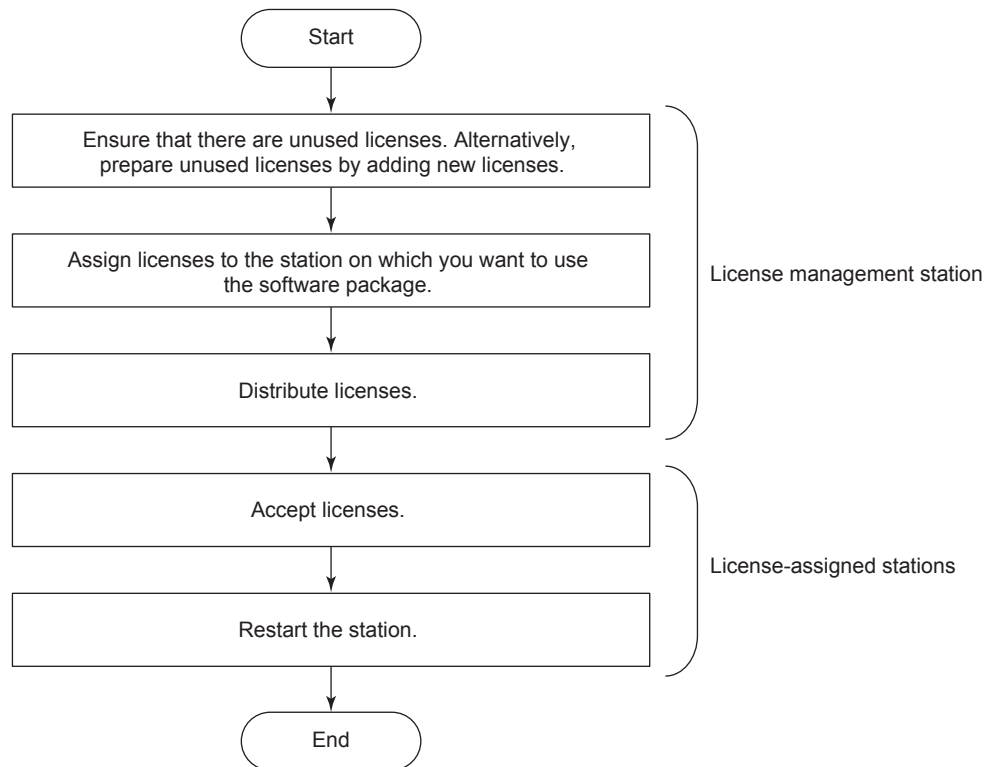 Start
Ensure that there are unused licenses. Alternatively,
prepare unused licenses by adding new licenses.
Assign licenses to the station on which you want to use
the software package.
License management station
Distribute licenses.
Accept licenses.
License-assigned stations
Restart the station.
End